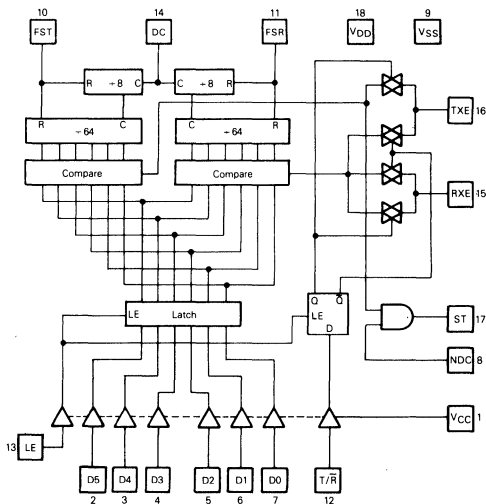 10 14 11 18 9
FST DC FSR VDD VSS
R ÷8 C C ÷8 R
TXE 16
R C C R
÷64 ÷64
Compare Compare
RXE 15
Q Q̄
LE Latch LE
D
ST 17
NDC 8
VCC 1
13 LE
D5 D4 D3 D2 D1 D0 T/R̄
2 3 4 5 6 7 12